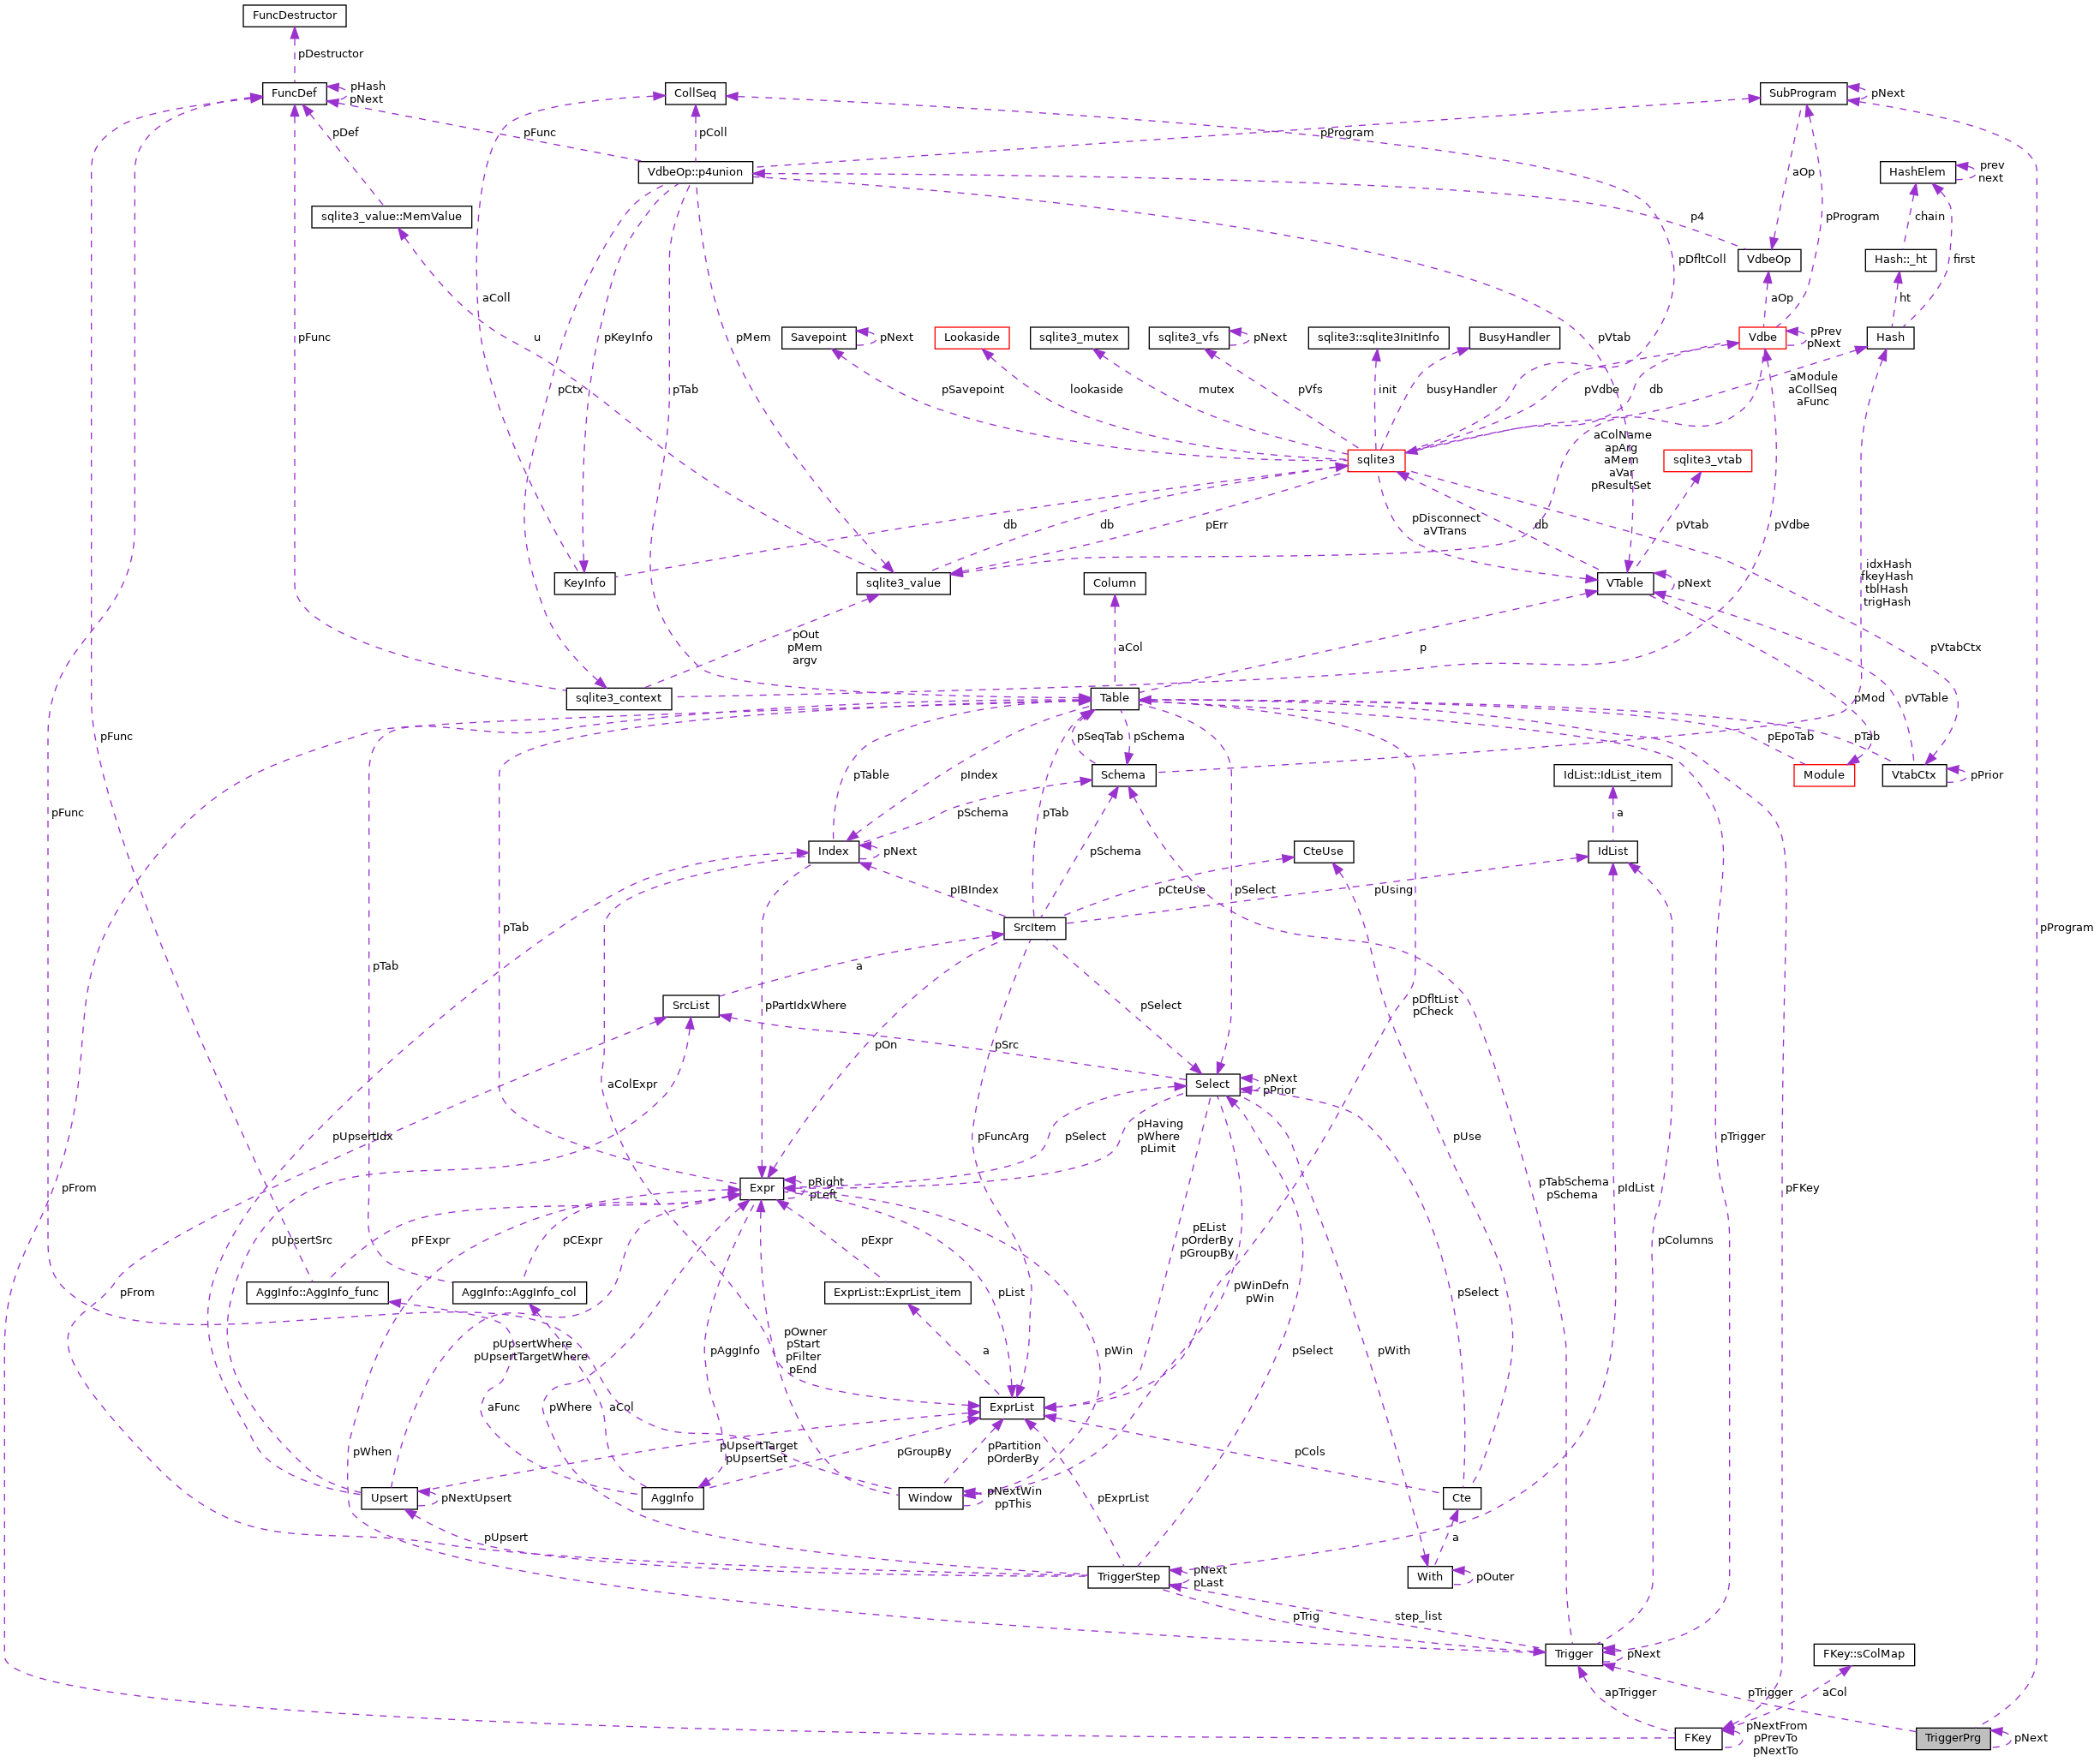 FuncDestructor
pDestructor
FuncDef
pHash
pNext
CollSeq
SubProgram
pNext
pDef
pFunc
pColl
pProgram
VdbeOp::p4union
aOp
HashElem
prev
next
sqlite3_value::MemValue
p4
pProgram
chain
pDfltColl
VdbeOp
Hash::_ht
first
aColl
aOp
ht
pFunc
u
pKeyInfo
pMem
Savepoint
pNext
Lookaside
sqlite3_mutex
sqlite3_vfs
pNext
sqlite3::sqlite3InitInfo
BusyHandler
pVtab
Vdbe
pPrev
pNext
Hash
pCtx
pTab
pSavepoint
lookaside
mutex
pVfs
init
busyHandler
pVdbe
db
aModule
aCollSeq
aFunc
sqlite3
aColName
apArg
aMem
aVar
pResultSet
sqlite3_vtab
db
db
pErr
pDisconnect
aVTrans
db
pVtab
pVdbe
KeyInfo
sqlite3_value
Column
VTable
pNext
idxHash
fkeyHash
tblHash
trigHash
pOut
pMem
argv
aCol
p
pVtabCtx
sqlite3_context
Table
pMod
pVTable
pFunc
pSeqTab
pSchema
pEpoTab
pTab
pTable
pIndex
Schema
IdList::IdList_item
Module
VtabCtx
pPrior
pFunc
pSchema
pTab
a
Index
pNext
pSchema
CteUse
IdList
pIBIndex
pCteUse
pSelect
pUsing
pTab
SrcItem
pProgram
pTab
a
SrcList
pPartIdxWhere
pSelect
pDfltList
pCheck
pOn
pSrc
aColExpr
Select
pNext
pPrior
pUpsertIdx
pFuncArg
pSelect
pHaving
pWhere
pLimit
pUse
pTrigger
pFrom
Expr
pRight
pLeft
pTabSchema
pSchema
pIdList
pFKey
pUpsertSrc
pFExpr
pCExpr
pExpr
pEList
pOrderBy
pGroupBy
pColumns
pFrom
AggInfo::AggInfo_func
AggInfo::AggInfo_col
ExprList::ExprList_item
pList
pWinDefn
pWin
pSelect
pUpsertWhere
pUpsertTargetWhere
pAggInfo
pOwner
pStart
pFilter
pEnd
a
pWin
pSelect
pWith
aFunc
pWhere
aCol
ExprList
pWhen
pUpsertTarget
pUpsertSet
pGroupBy
pPartition
pOrderBy
pCols
Upsert
pNextUpsert
AggInfo
Window
pNextWin
ppThis
pExprList
Cte
pUpsert
a
TriggerStep
pNext
pLast
With
pOuter
pTrig
step_list
Trigger
pNext
FKey::sColMap
apTrigger
pTrigger
aCol
FKey
pNextFrom
pPrevTo
pNextTo
TriggerPrg
pNext